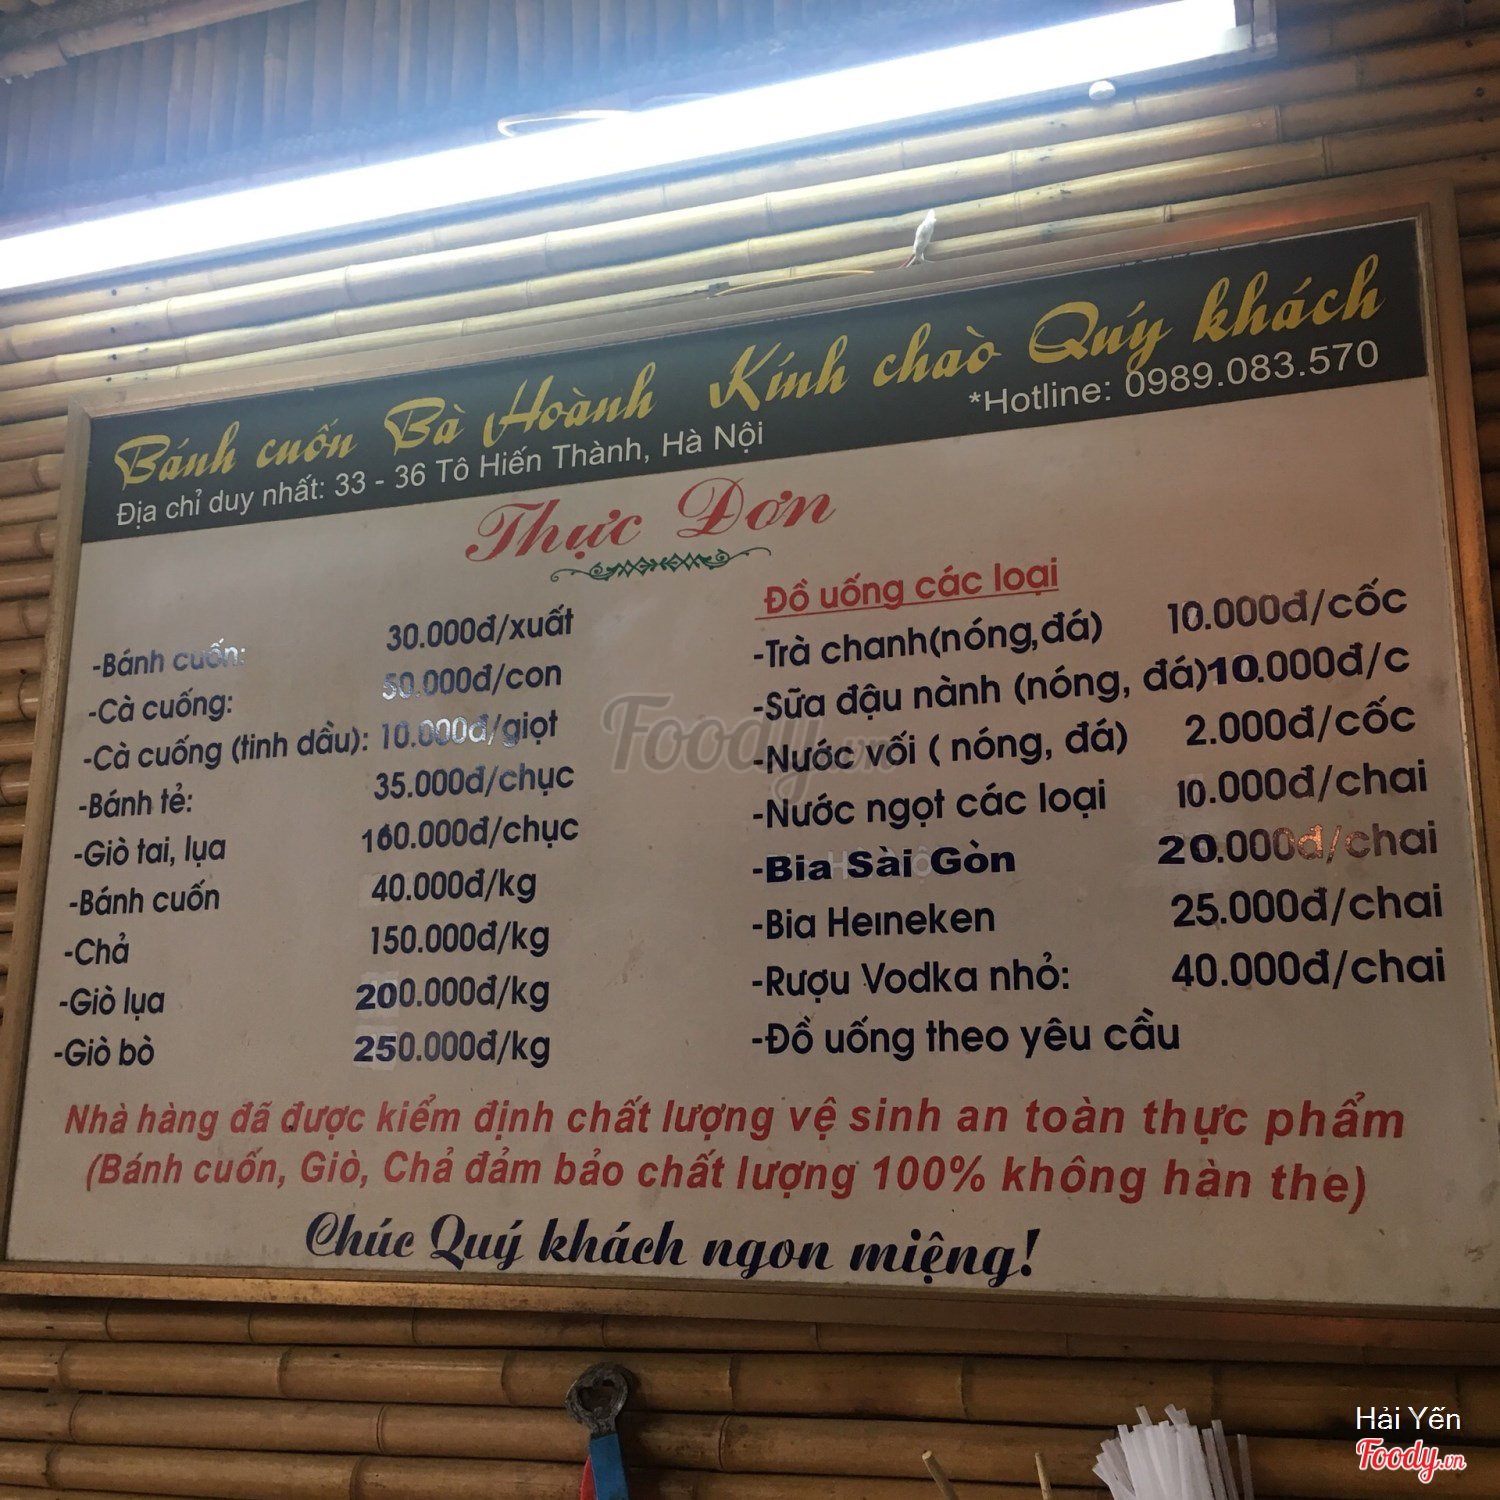 Bánh cuốn Bà Hoành Kính chào Quý khách
Địa chỉ duy nhất: 33 - 36 Tô Hiến Thành, Hà Nội
*Hotline: 0989.083.570
Thực Đơn
-Bánh cuốn: 30.000đ/xuất
-Cà cuống: 50.000đ/con
-Cà cuống (tinh dầu): 10.000đ/giọt
-Bánh tẻ: 35.000đ/chục
-Giò tai, lụa 160.000đ/chục
-Bánh cuốn 40.000đ/kg
-Chả 150.000đ/kg
-Giò lụa 200.000đ/kg
-Giò bò 250.000đ/kg
Đồ uống các loại
-Trà chanh(nóng,đá) 10.000đ/cốc
-Sữa đậu nành (nóng, đá)10.000đ/c
-Nước vối ( nóng, đá) 2.000đ/cốc
-Nước ngọt các loại 10.000đ/chai
-Bia Sài Gòn 20.000đ/chai
-Bia Heineken 25.000đ/chai
-Rượu Vodka nhỏ: 40.000đ/chai
-Đồ uống theo yêu cầu
Nhà hàng đã được kiểm định chất lượng vệ sinh an toàn thực phẩm
(Bánh cuốn, Giò, Chả đảm bảo chất lượng 100% không hàn the)
Chúc Quý khách ngon miệng!
Foody.vn
Hải Yến
Foody.vn